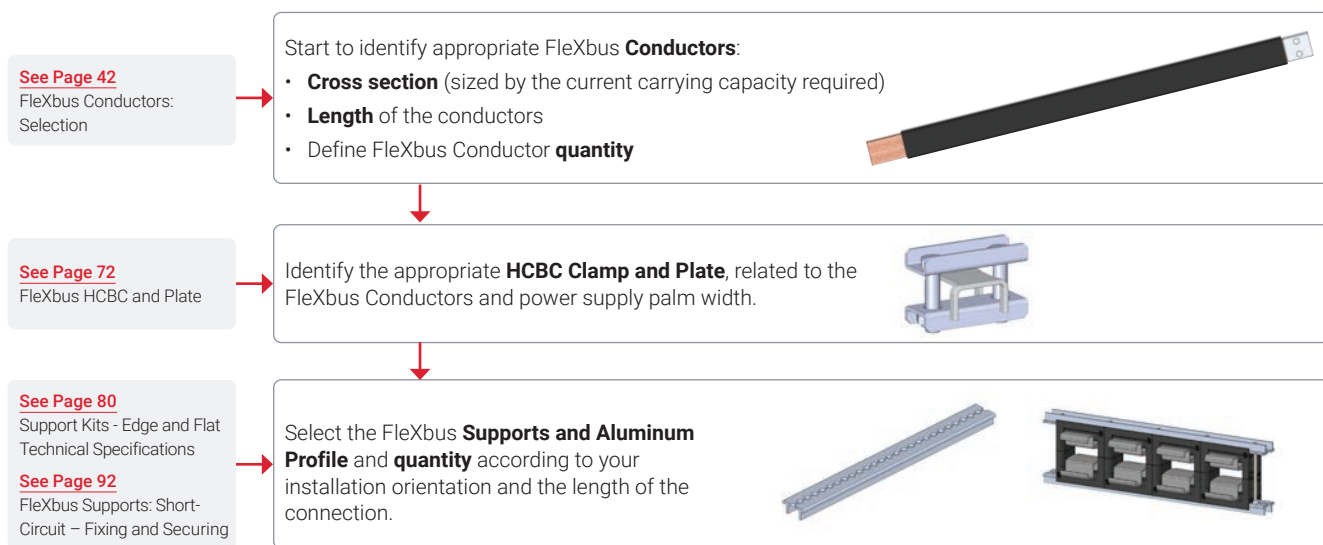 See Page 42
FleXbus Conductors:
Selection
Start to identify appropriate FleXbus Conductors:
• Cross section (sized by the current carrying capacity required)
• Length of the conductors
• Define FleXbus Conductor quantity
See Page 72
FleXbus HCBC and Plate
Identify the appropriate HCBC Clamp and Plate, related to the
FleXbus Conductors and power supply palm width.
See Page 80
Support Kits - Edge and Flat
Technical Specifications
See Page 92
FleXbus Supports: Short-
Circuit – Fixing and Securing
Select the FleXbus Supports and Aluminum
Profile and quantity according to your
installation orientation and the length of the
connection.